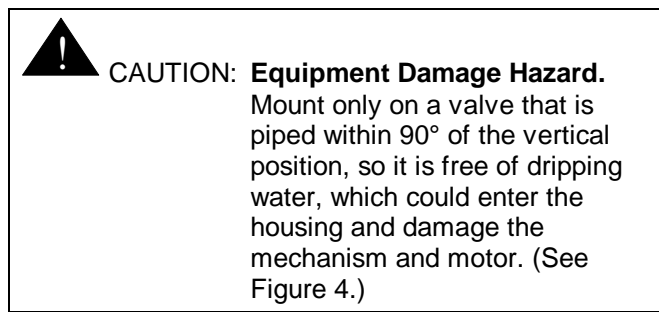 ! CAUTION: Equipment Damage Hazard.
Mount only on a valve that is
piped within 90° of the vertical
position, so it is free of dripping
water, which could enter the
housing and damage the
mechanism and motor. (See
Figure 4.)